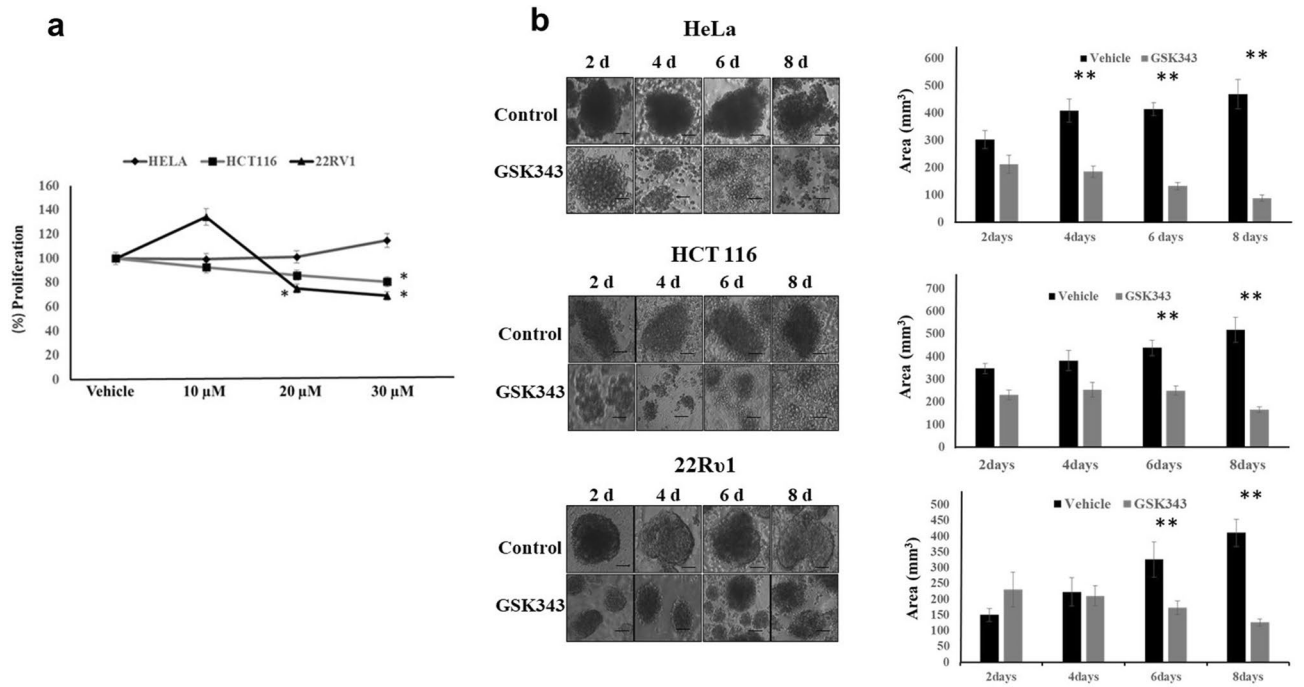 a
HELA HCT116 22RV1
160
140
120
100
80
60
40
20
0
(%) Proliferation
*
* *
Vehicle 10 µM 20 µM 30 µM
b
HeLa
2 d 4 d 6 d 8 d
Control
GSK343
Vehicle GSK343
** ** **
600
500
400
300
200
100
0
Area (mm³)
2days 4days 6 days 8 days
HCT 116
2 d 4 d 6 d 8 d
Control
GSK343
Vehicle GSK343
** **
700
600
500
400
300
200
100
0
Area (mm³)
2days 4days 6days 8days
22Rυ1
2 d 4 d 6 d 8 d
Control
GSK343
Vehicle GSK343
** **
500
450
400
350
300
250
200
150
100
50
0
Area (mm³)
2days 4days 6days 8days